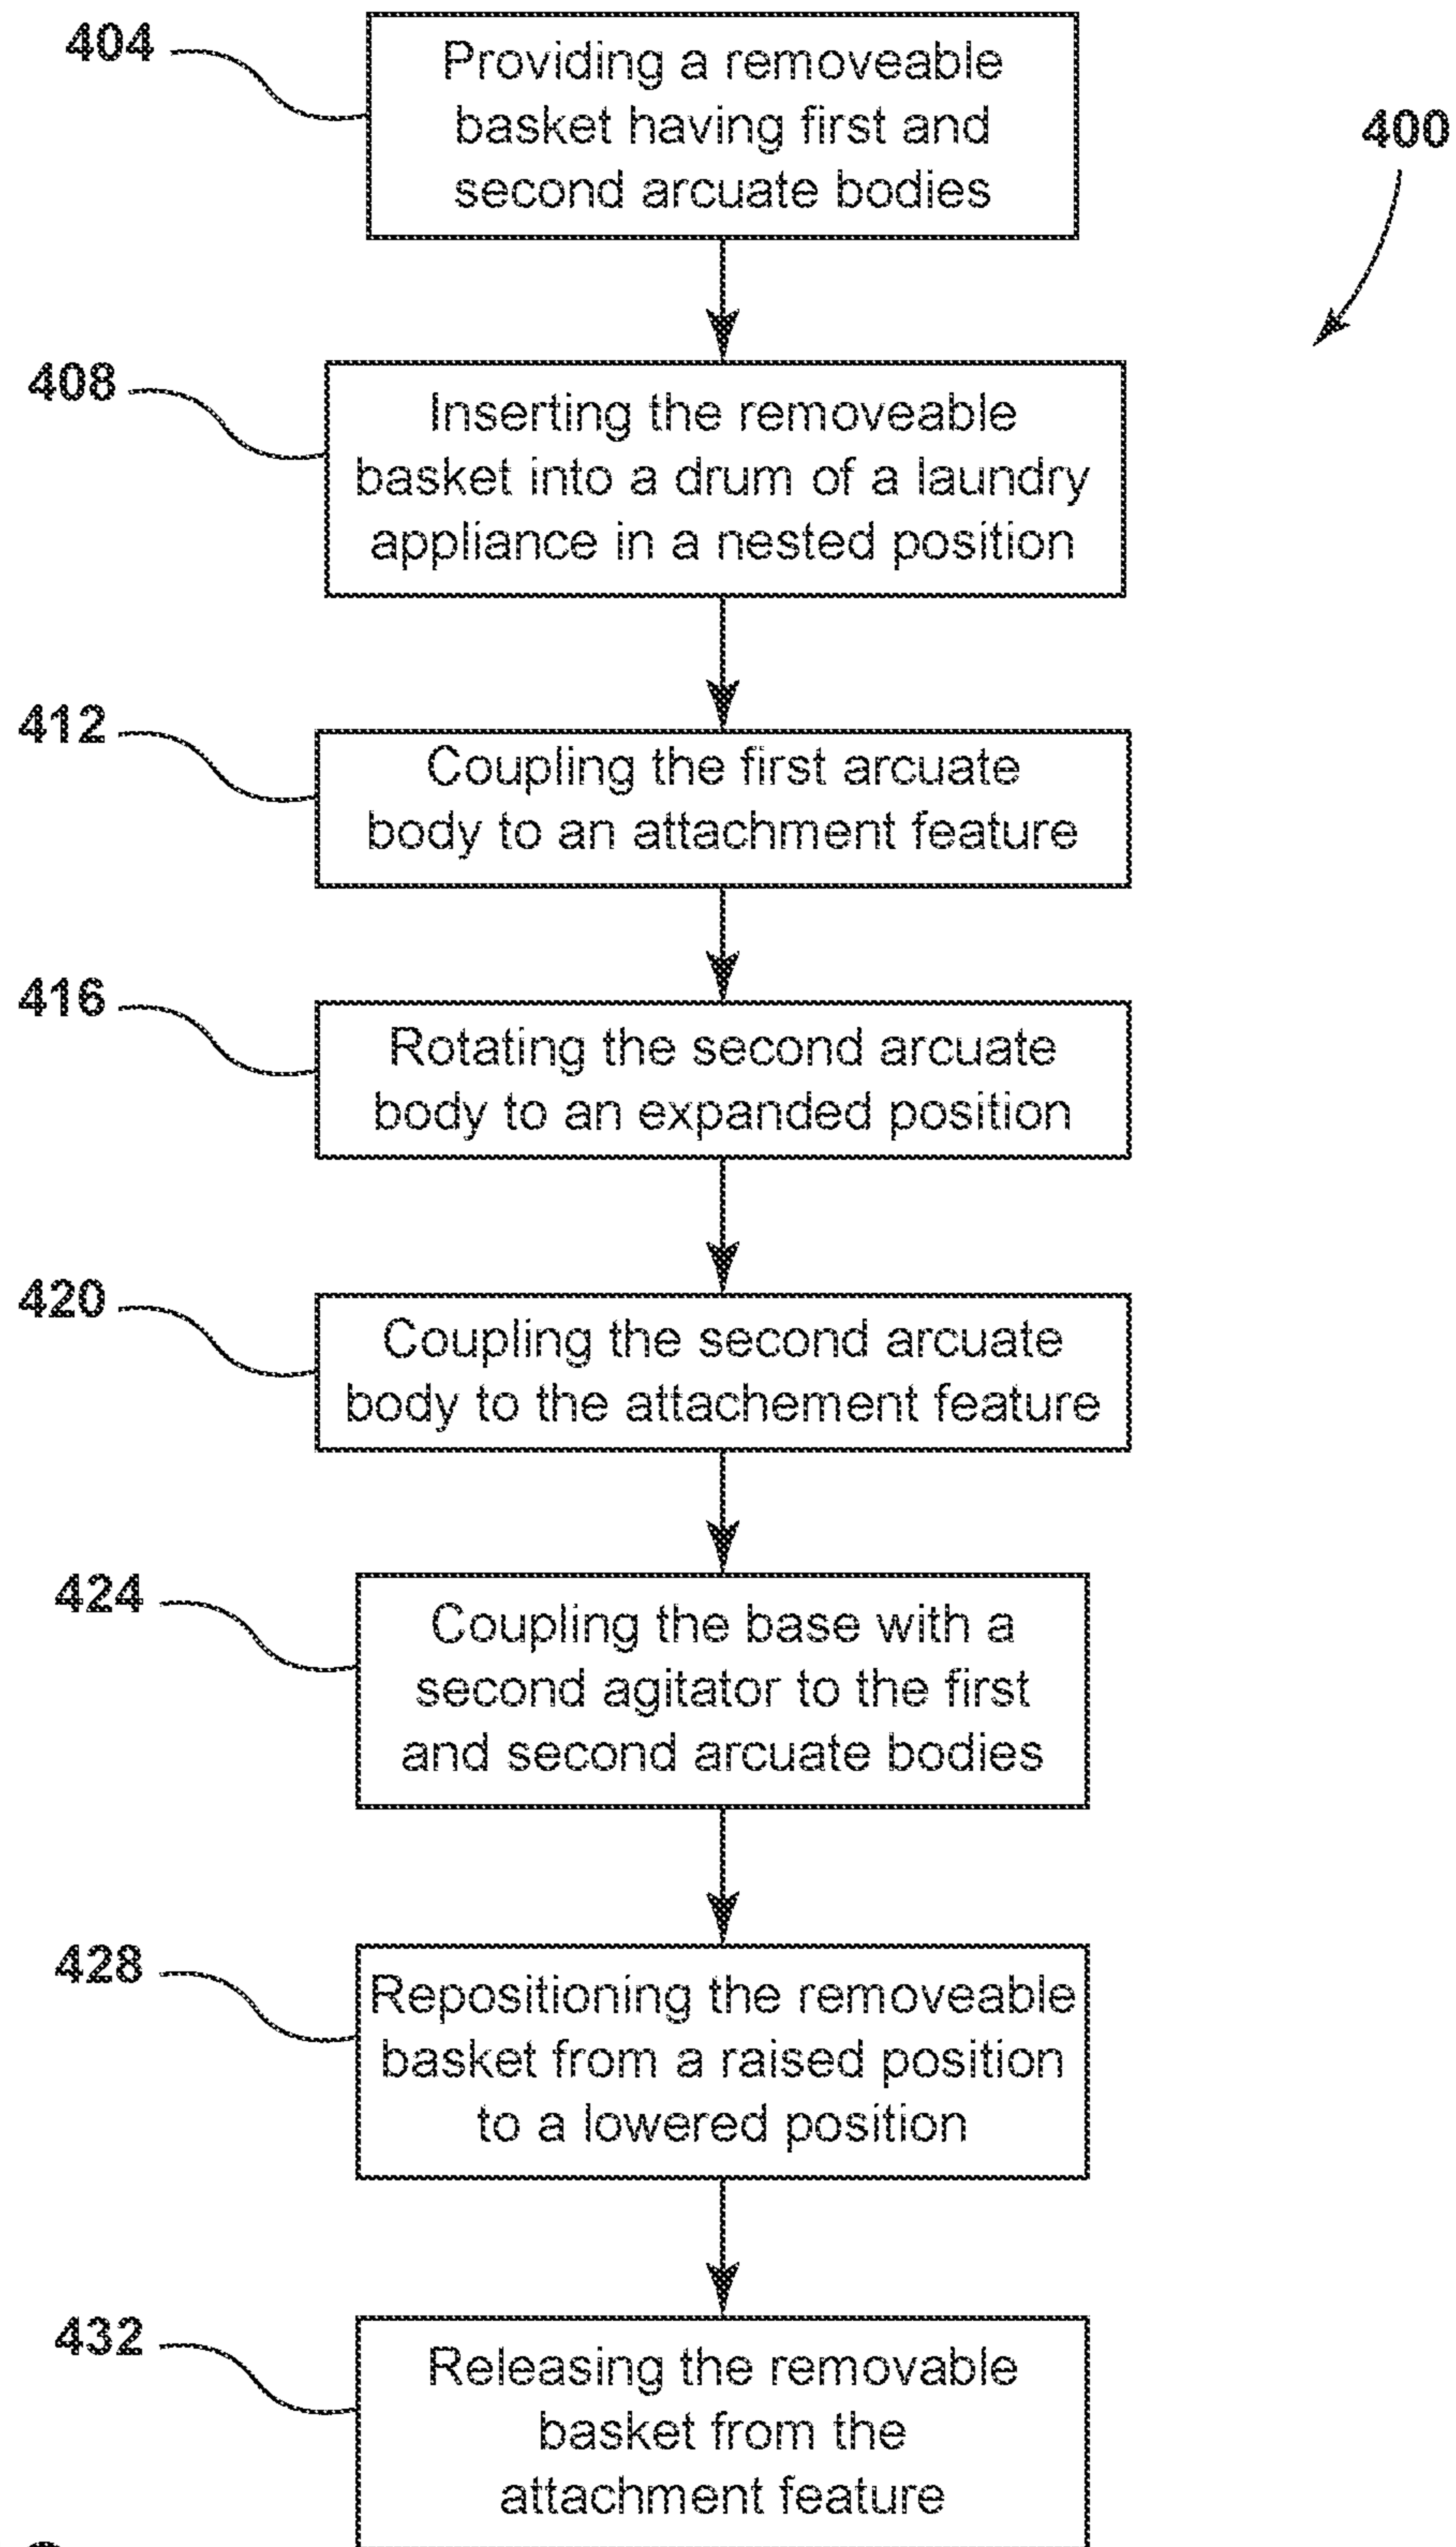 404
Providing a removeable
basket having first and
second arcuate bodies
400
408
Inserting the removeable
basket into a drum of a laundry
appliance in a nested position
412
Coupling the first arcuate
body to an attachment feature
416
Rotating the second arcuate
body to an expanded position
420
Coupling the second arcuate
body to the attachement feature
424
Coupling the base with a
second agitator to the first
and second arcuate bodies
428
Repositioning the removeable
basket from a raised position
to a lowered position
432
Releasing the removable
basket from the
attachment feature